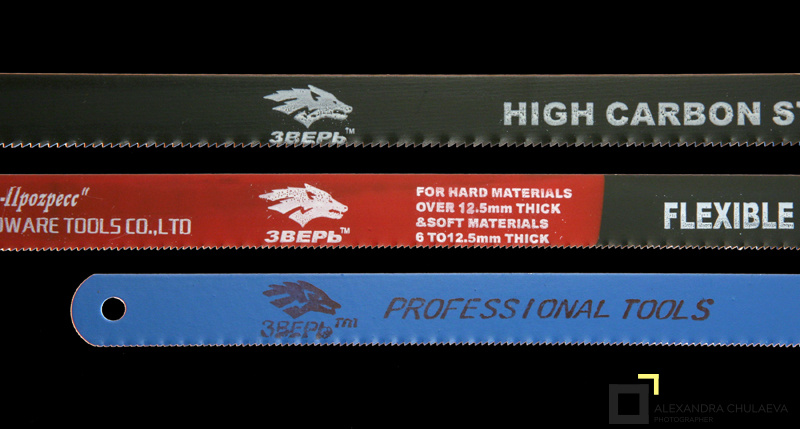 ЗВЕРЬ™
HIGH CARBON ST
-Прогресс"
DWARE TOOLS CO.,LTD
ЗВЕРЬ™
FOR HARD MATERIALS
OVER 12.5mm THICK
&SOFT MATERIALS
6 TO12.5mm THICK
FLEXIBLE
ЗВЕРЬ™
PROFESSIONAL TOOLS
ALEXANDRA CHULAEVA
PHOTOGRAPHER